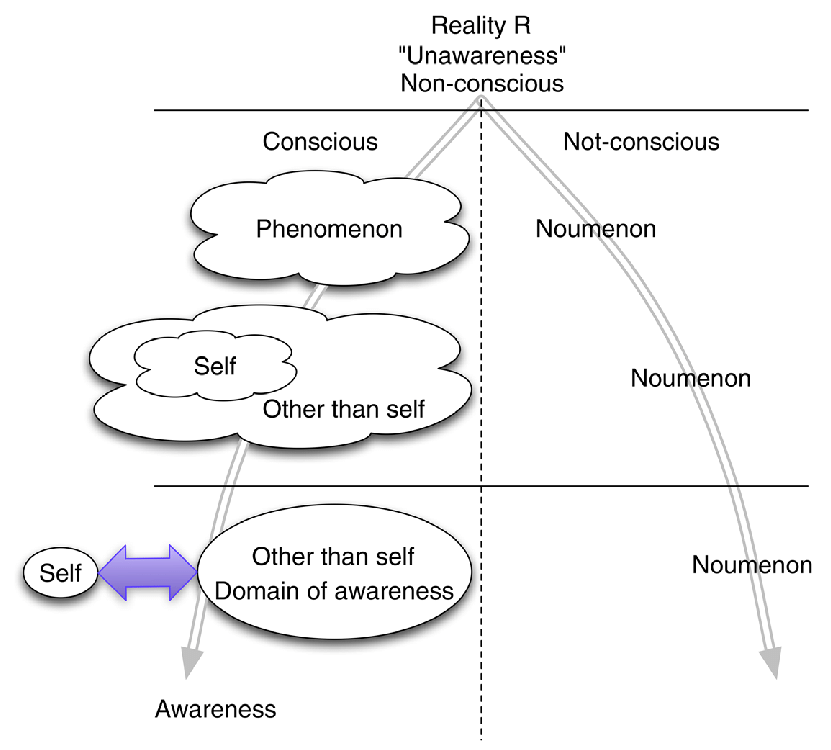 Reality R
"Unawareness"
Non-conscious
Conscious
Not-conscious
Phenomenon
Noumenon
Self
Noumenon
Other than self
Other than self
Noumenon
Self
Domain of awareness
Awareness